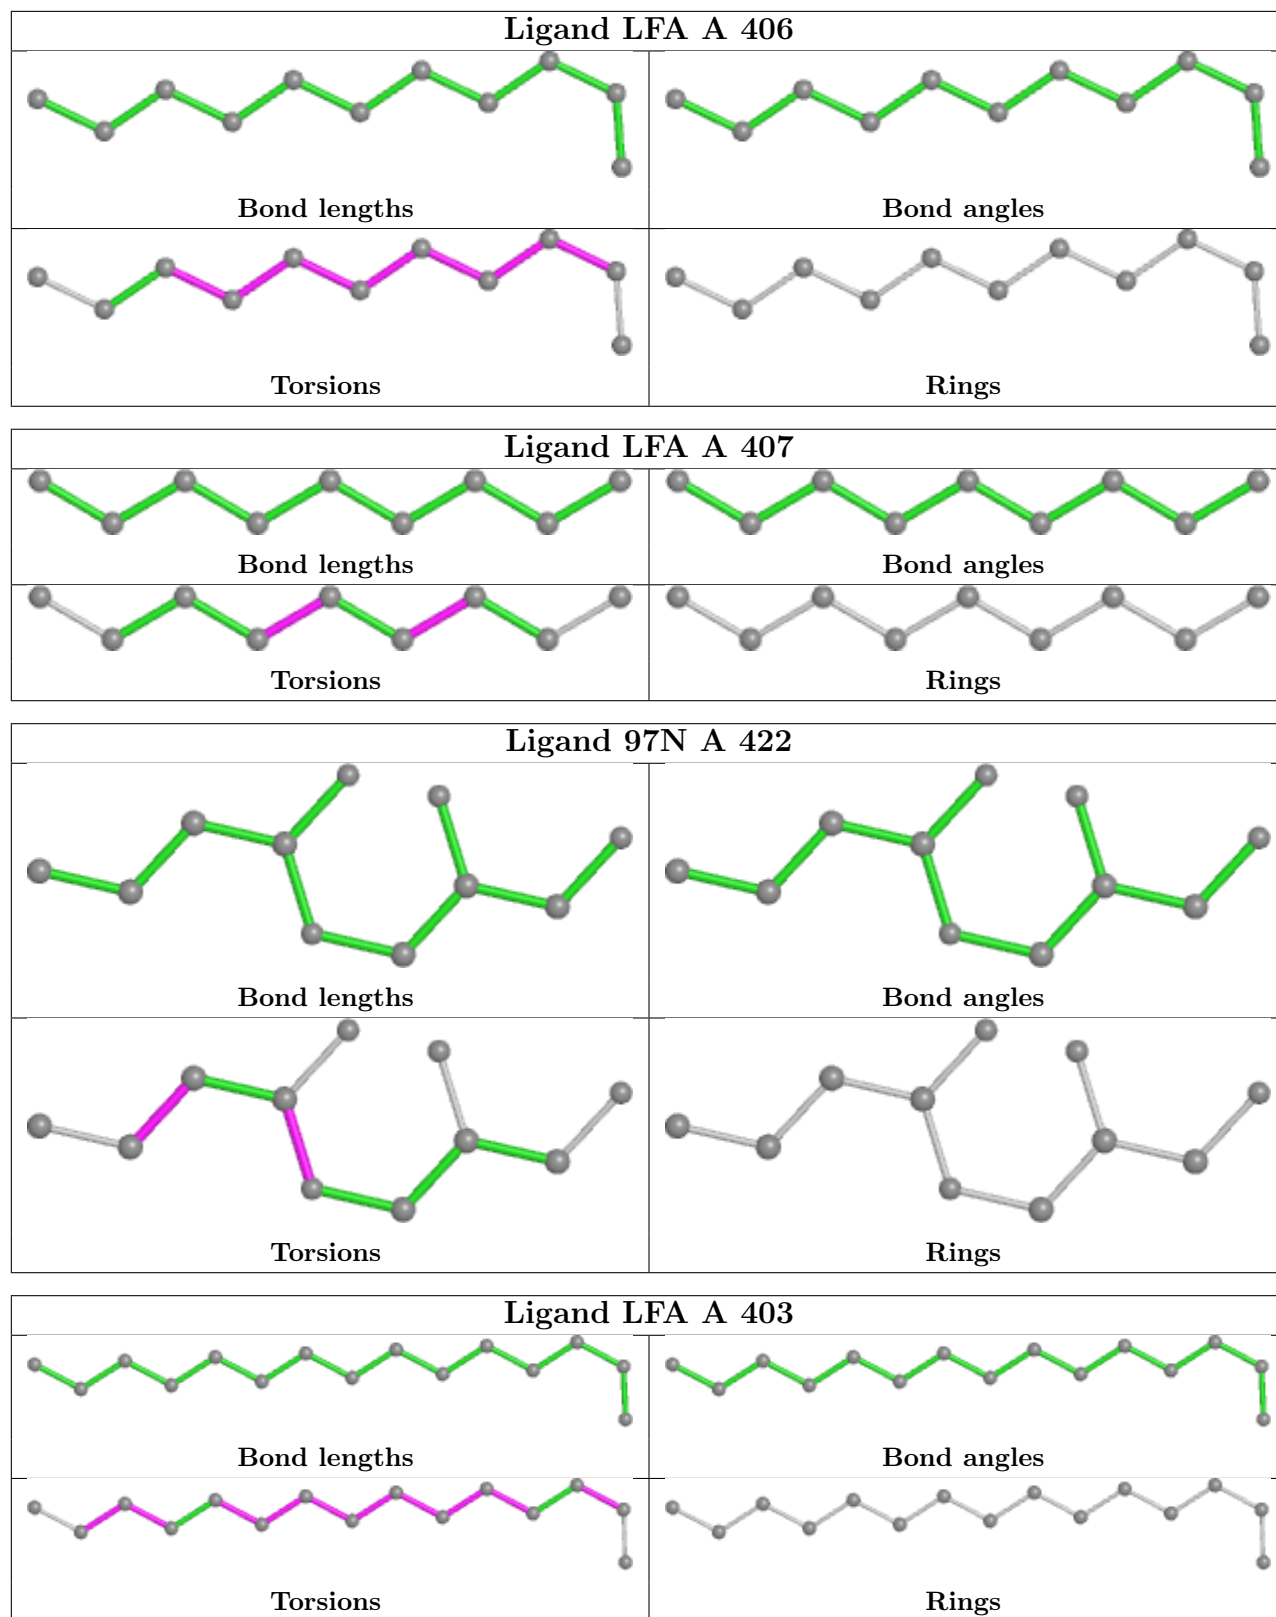 Ligand LFA A 406
Bond lengths
Bond angles
Torsions
Rings
Ligand LFA A 407
Bond lengths
Bond angles
Torsions
Rings
Ligand 97N A 422
Bond lengths
Bond angles
Torsions
Rings
Ligand LFA A 403
Bond lengths
Bond angles
Torsions
Rings